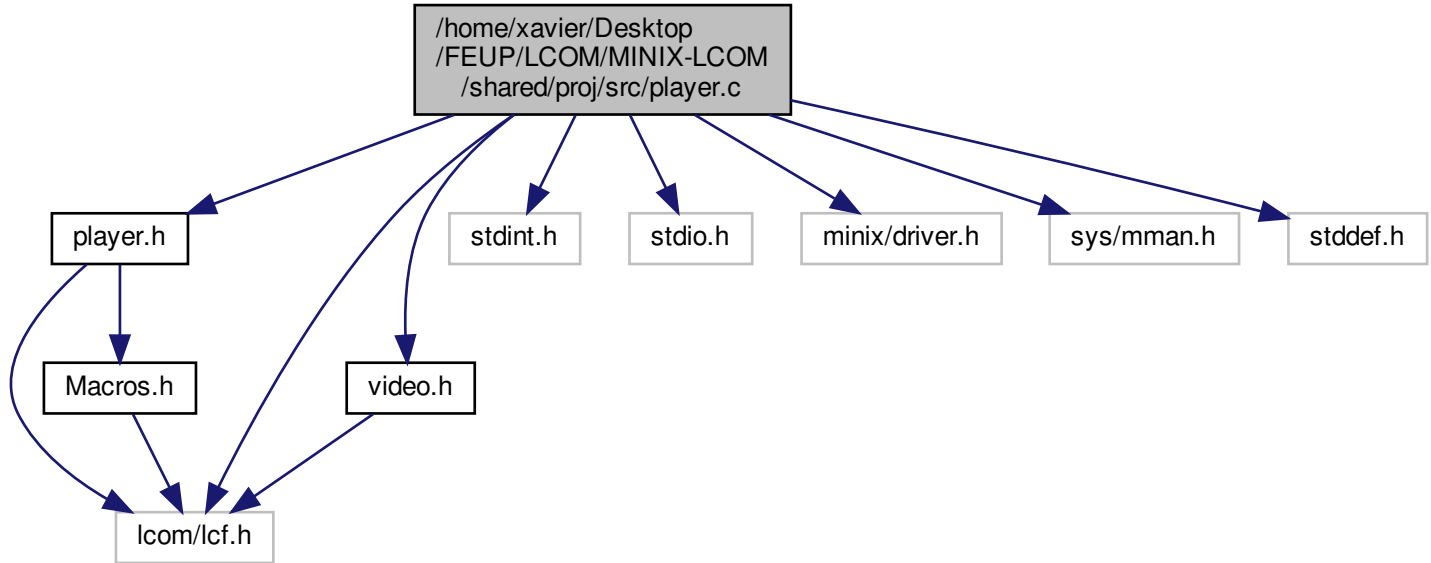 /home/xavier/Desktop
/FEUP/LCOM/MINIX-LCOM
/shared/proj/src/player.c
player.h
stdint.h
stdio.h
minix/driver.h
sys/mman.h
stddef.h
Macros.h
video.h
lcom/lcf.h